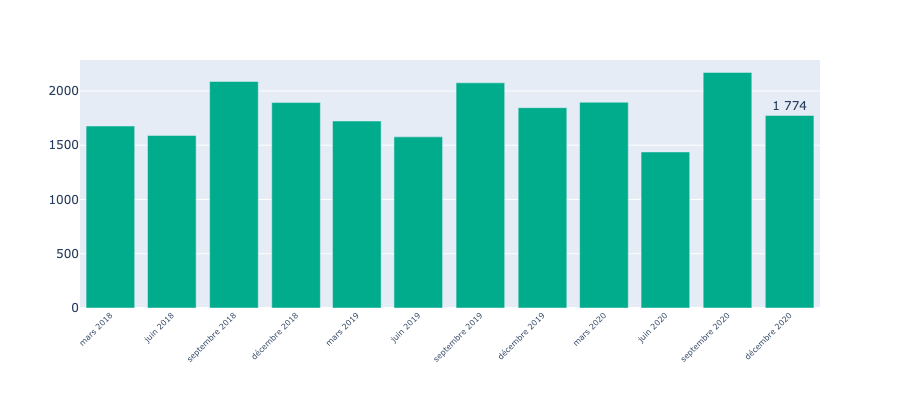 2000
1500
1000
500
0
1 774
mars 2018
juin 2018
septembre 2018
décembre 2018
mars 2019
juin 2019
septembre 2019
décembre 2019
mars 2020
juin 2020
septembre 2020
décembre 2020